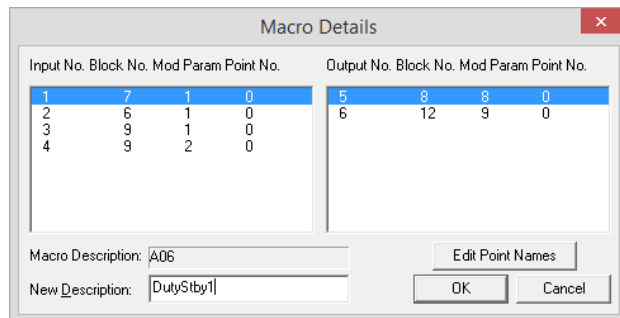 Macro Details
Input No. Block No. Mod Param Point No. Output No. Block No. Mod Param Point No.
1 7 1 0 5 8 8 0
2 6 1 0 6 12 9 0
3 9 1 0
4 9 2 0
Macro Description: A06 Edit Point Names
New Description: DutyStby1 OK Cancel